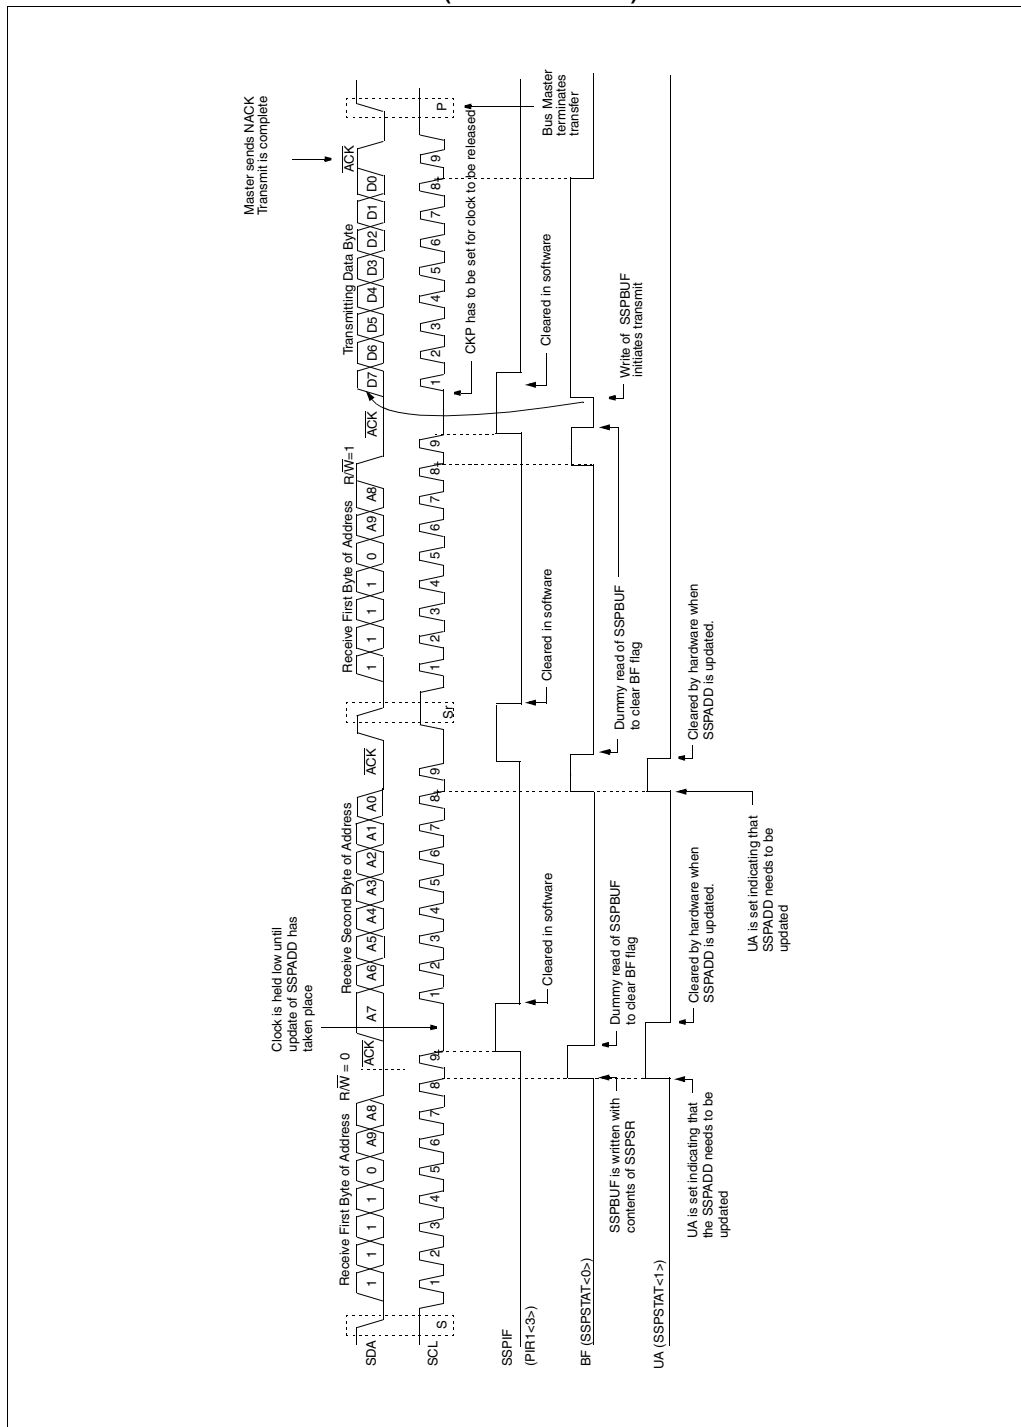 Master sends NACK
Transmit is complete
Bus Master
terminates
transfer
P
ACK
9
D0
D1
D2
D3
D4
D5
D6
D7
Transmitting Data Byte
8
7
6
5
4
3
2
1
CKP has to be set for clock to be released
Cleared in software
Write of SSPBUF
initiates transmit
ACK
R/W=1
Receive First Byte of Address
1
1
1
1
0
A9
A8
1
2
3
4
5
6
7
8
9
Cleared in software
Dummy read of SSPBUF
to clear BF flag
Cleared by hardware when
SSPADD is updated.
Sr
ACK
Receive Second Byte of Address
A7
A6
A5
A4
A3
A2
A1
A0
1
2
3
4
5
6
7
8
9
Clock is held low until
update of SSPADD has
taken place
Cleared in software
Dummy read of SSPBUF
to clear BF flag
Cleared by hardware when
SSPADD is updated.
UA is set indicating that
SSPADD needs to be
updated
ACK
R/W = 0
Receive First Byte of Address
1
1
1
1
0
A9
A8
1
2
3
4
5
6
7
8
9
SSPBUF is written with
contents of SSPSR
UA is set indicating that
the SSPADD needs to be
updated
S
SDA
SCL
SSPIF
(PIR1<3>)
BF (SSPSTAT<0>)
UA (SSPSTAT<1>)